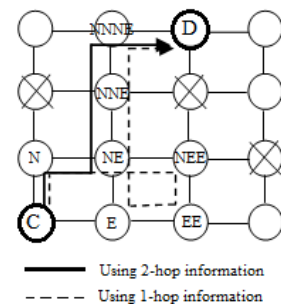 NNNE D
NNE
N NE NEE
C E EE
Using 2-hop information
Using 1-hop information